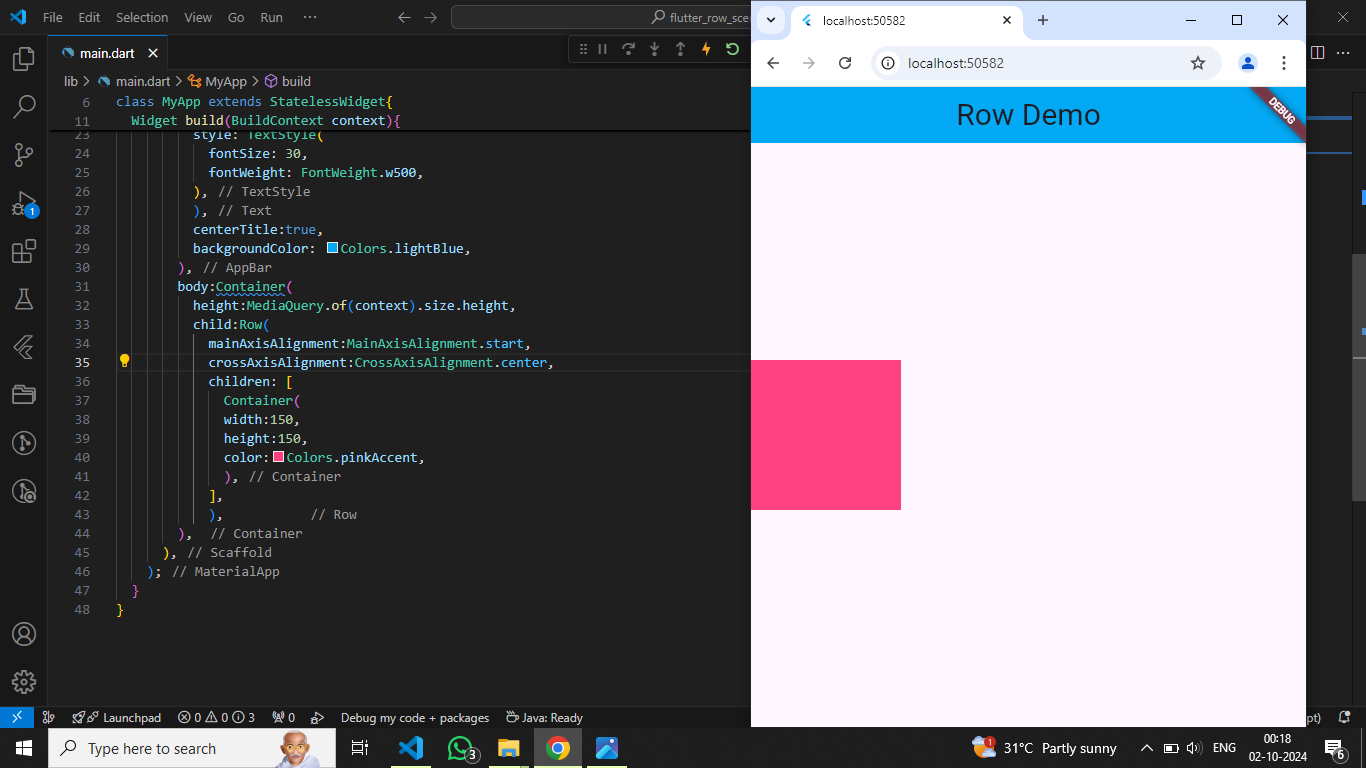 File Edit Selection View Go Run ··· flutter_row_sce
main.dart
lib > main.dart > MyApp > build
6 class MyApp extends StatelessWidget{
11 Widget build(BuildContext context){
23 style: TextStyle(
24 fontSize: 30,
25 fontWeight: FontWeight.w500,
26 ), // TextStyle
27 ), // Text
28 centerTitle:true,
29 backgroundColor: Colors.lightBlue,
30 ), // AppBar
31 body:Container(
32 height:MediaQuery.of(context).size.height,
33 child:Row(
34 mainAxisAlignment:MainAxisAlignment.start,
35 crossAxisAlignment:CrossAxisAlignment.center,
36 children: [
37 Container(
38 width:150,
39 height:150,
40 color:Colors.pinkAccent,
41 ), // Container
42 ],
43 ), // Row
44 ), // Container
45 ), // Scaffold
46 ); // MaterialApp
47 }
48 }
1
localhost:50582
localhost:50582
Row Demo
DEBUG
Launchpad 0 0 3 0 Debug my code + packages Java: Ready pt)
Type here to search
3
1
31°C Partly sunny
ENG
00:18
02-10-2024
6